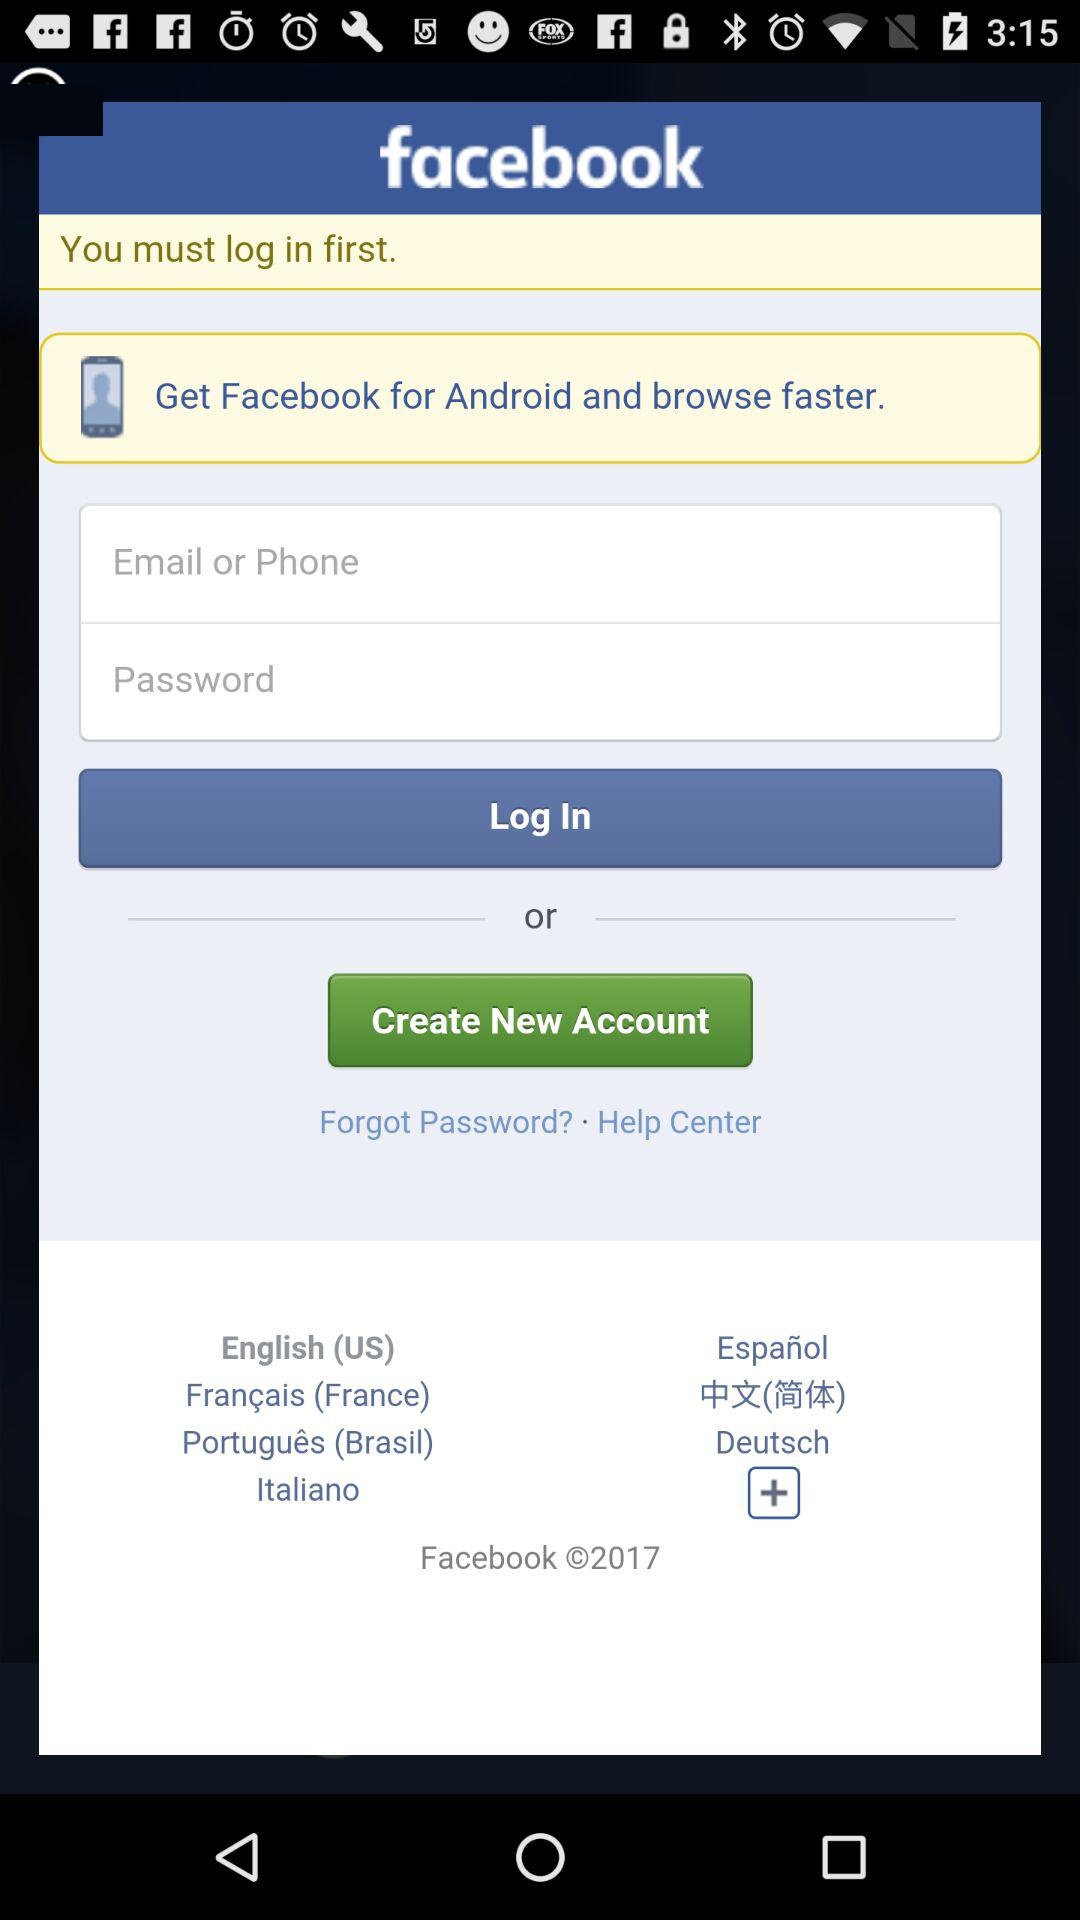 FOX
SPORTS
3:15
facebook
You must log in first.
Get Facebook for Android and browse faster.
Email or Phone
Password
Log In
or
Create New Account
Forgot Password? · Help Center
English (US)
Español
Français (France)
中文(简体)
Português (Brasil)
Deutsch
Italiano
Facebook ©2017